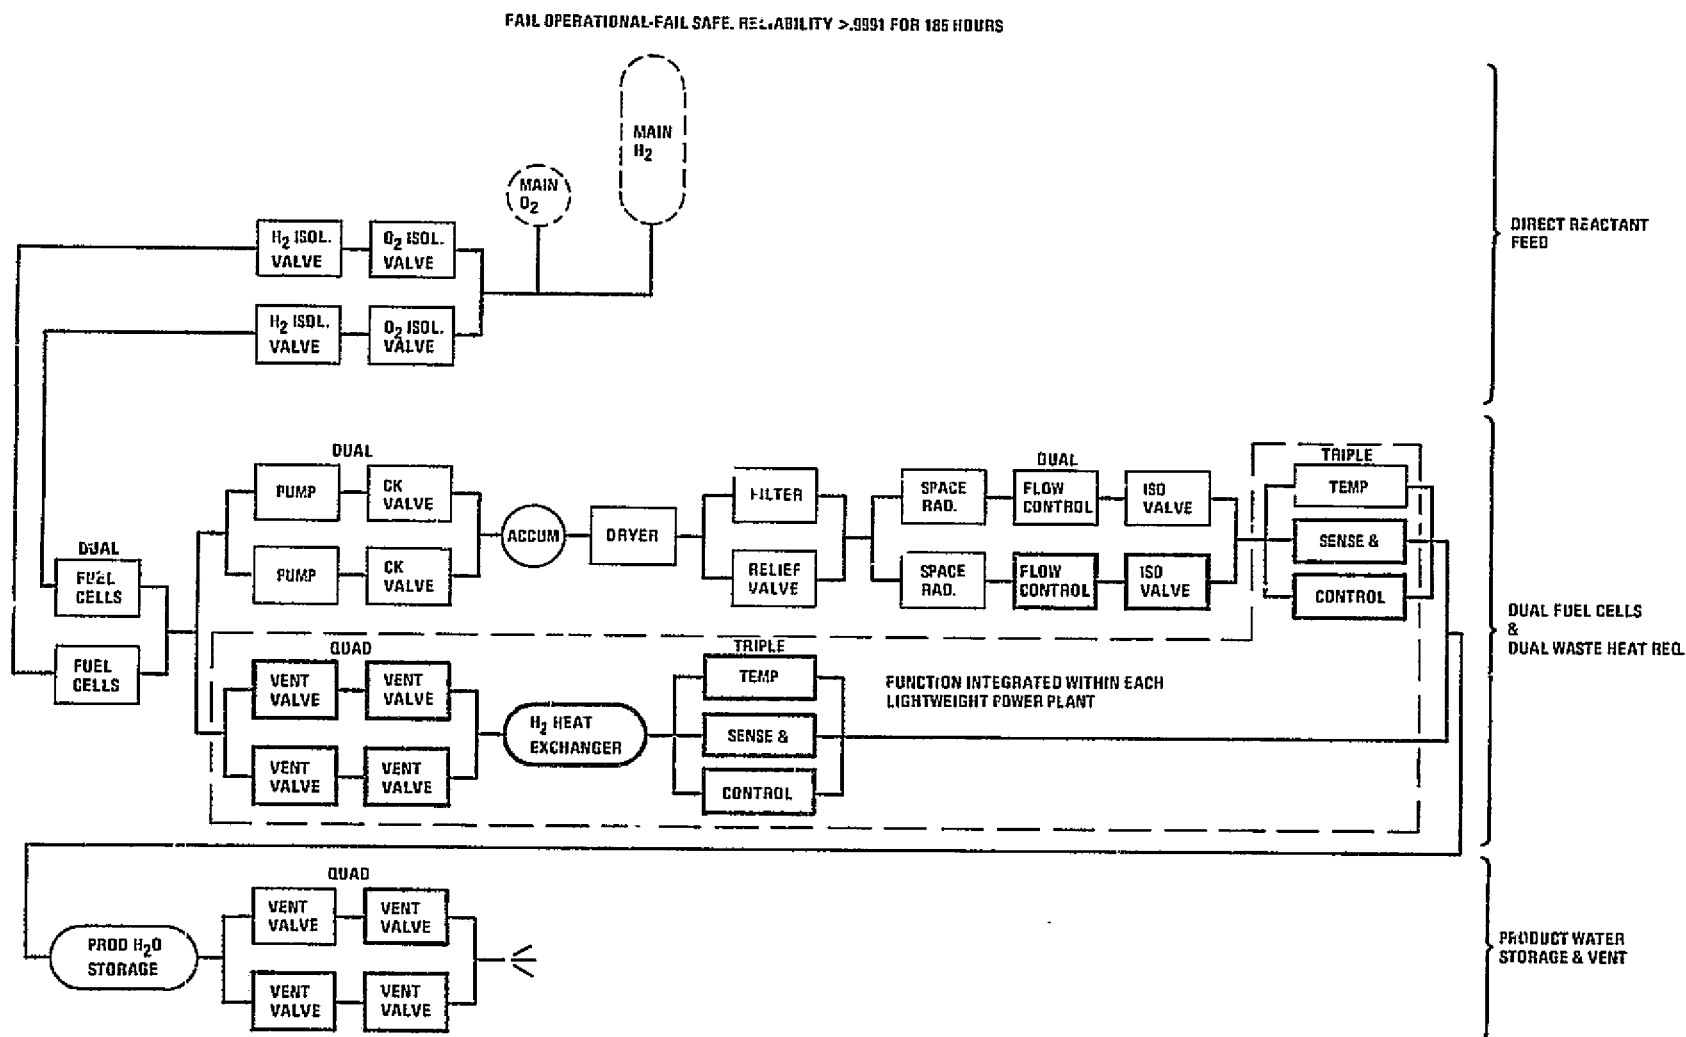 FAIL OPERATIONAL-FAIL SAFE. RELIABILITY >.9991 FOR 185 HOURS
MAIN
H2
MAIN
O2
DIRECT REACTANT
FEED
H2 ISOL.
VALVE
O2 ISOL.
VALVE
H2 ISOL.
VALVE
O2 ISOL.
VALVE
DUAL
PUMP
CK
VALVE
PUMP
CK
VALVE
ACCUM
DRYER
FILTER
RELIEF
VALVE
DUAL
SPACE
RAD.
FLOW
CONTROL
ISO
VALVE
SPACE
RAD.
FLOW
CONTROL
ISO
VALVE
TRIPLE
TEMP
SENSE &
CONTROL
DUAL
FUEL
CELLS
FUEL
CELLS
DUAL FUEL CELLS
&
DUAL WASTE HEAT REQ.
QUAD
VENT
VALVE
VENT
VALVE
VENT
VALVE
VENT
VALVE
H2 HEAT
EXCHANGER
TRIPLE
TEMP
SENSE &
CONTROL
FUNCTION INTEGRATED WITHIN EACH
LIGHTWEIGHT POWER PLANT
QUAD
PROD H2O
STORAGE
VENT
VALVE
VENT
VALVE
VENT
VALVE
VENT
VALVE
PRODUCT WATER
STORAGE & VENT